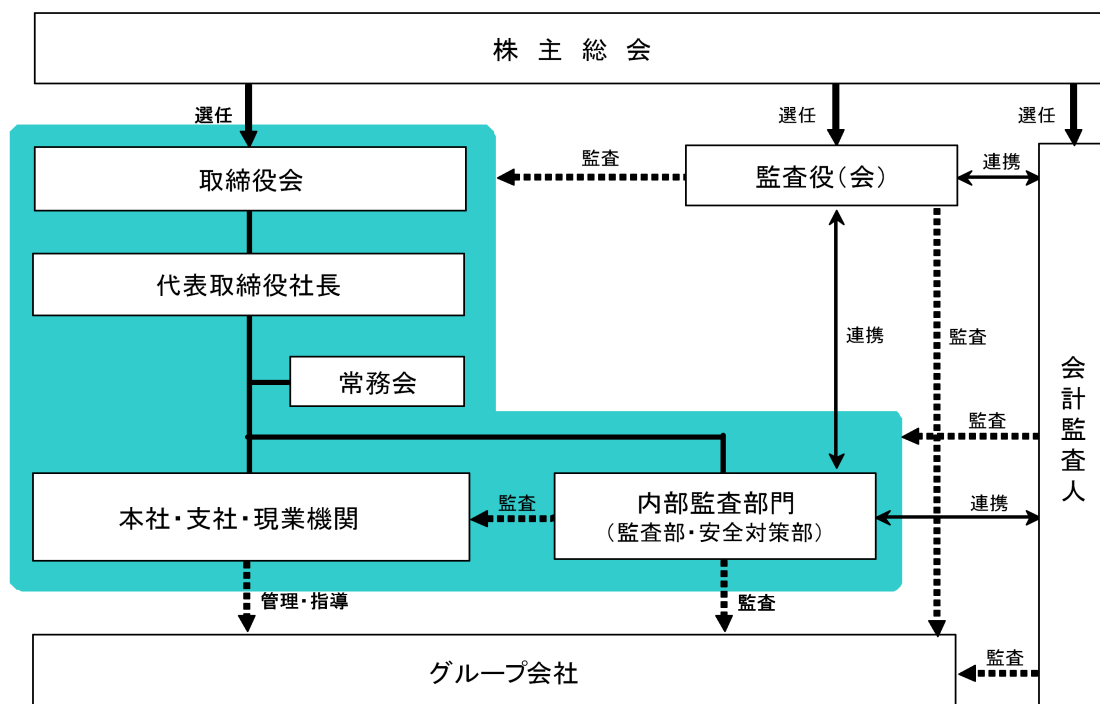 株主総会
選任
選任
選任
取締役会
監査
監査役（会）
連携
代表取締役社長
常務会
連携
監査
会計監査人
監査
本社・支社・現業機関
監査
内部監査部門
（監査部・安全対策部）
連携
管理・指導
監査
グループ会社
監査